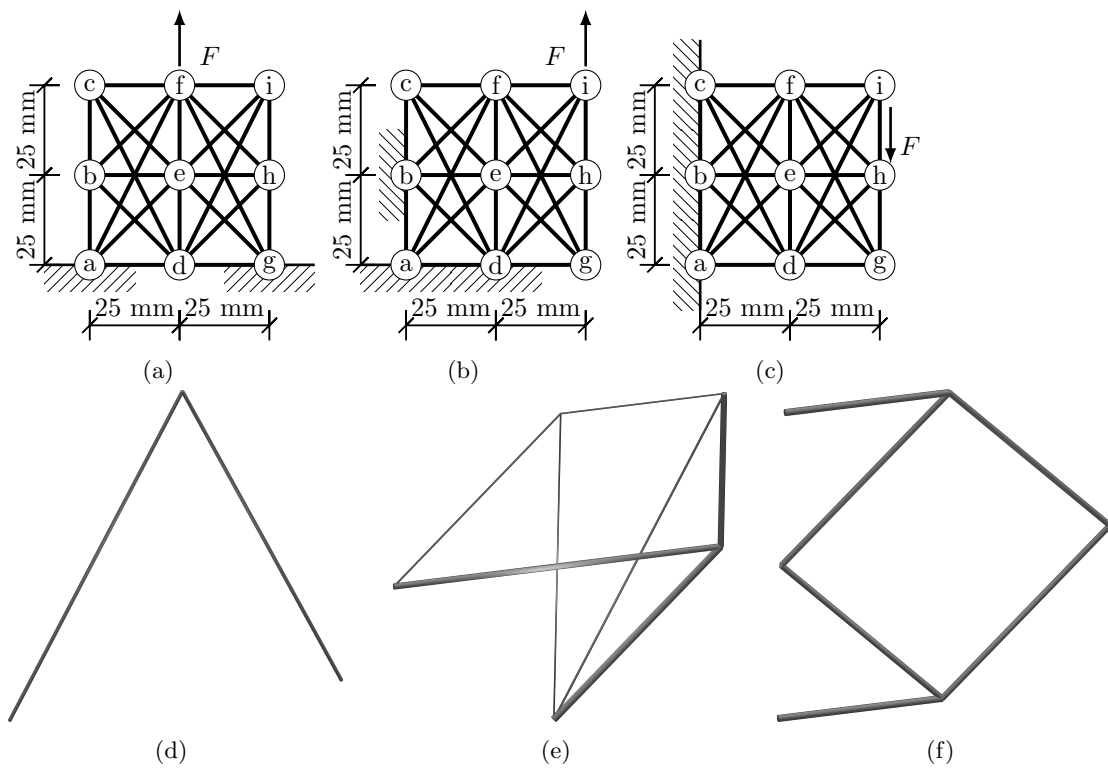 F F
c f i c f i c f i
25 mm 25 mm 25 mm
b e h b e h b e h F
25 mm 25 mm 25 mm
a d g a d g a d g
25 mm 25 mm 25 mm 25 mm 25 mm 25 mm
(a) (b) (c)
(d) (e) (f)